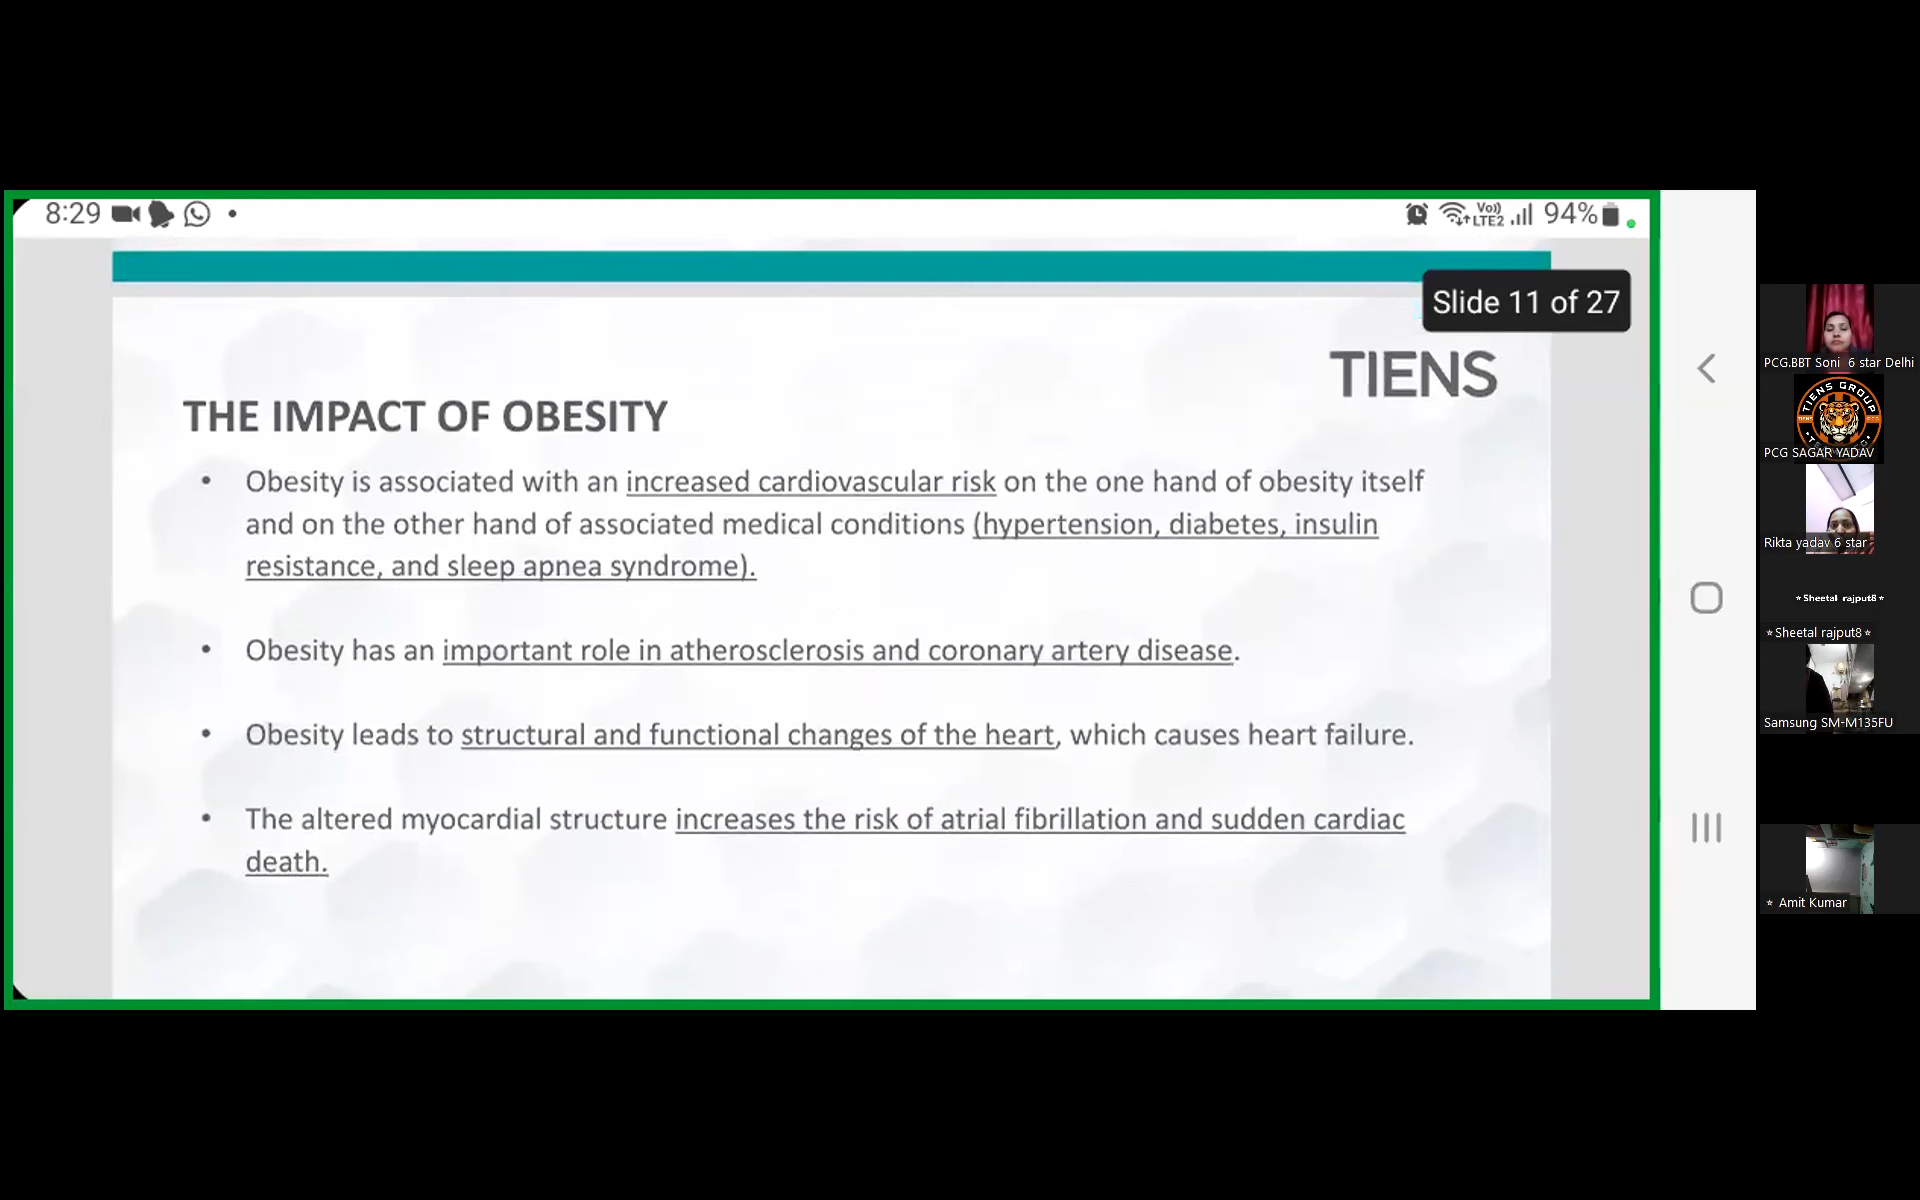 8:29
Vo))
LTE2
94%
Slide 11 of 27
TIENS
THE IMPACT OF OBESITY
• Obesity is associated with an increased cardiovascular risk on the one hand of obesity itself
and on the other hand of associated medical conditions (hypertension, diabetes, insulin
resistance, and sleep apnea syndrome).
• Obesity has an important role in atherosclerosis and coronary artery disease.
• Obesity leads to structural and functional changes of the heart, which causes heart failure.
• The altered myocardial structure increases the risk of atrial fibrillation and sudden cardiac
death.
PCG.BBT Soni 6 star Delhi
TIENS GROUP
PCG SAGAR YADAV
Rikta yadav 6 star
⭑Sheetal rajput8⭑
⭑Sheetal rajput8⭑
Samsung SM-M135FU
⭑ Amit Kumar